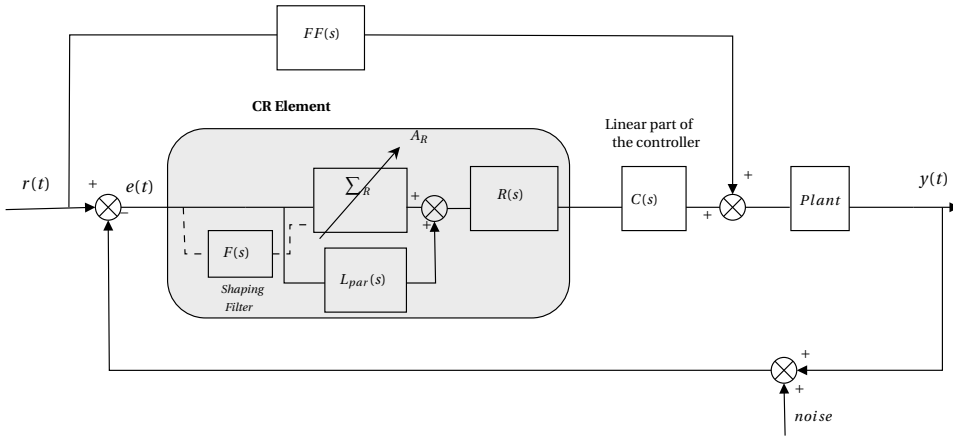 FF(s)
CR Element
A_R
Linear part of
the controller
r(t)
+
e(t)
−
∑_R
+
+
R(s)
C(s)
+
+
Plant
y(t)
F(s)
Shaping
Filter
L_par(s)
+
+
noise